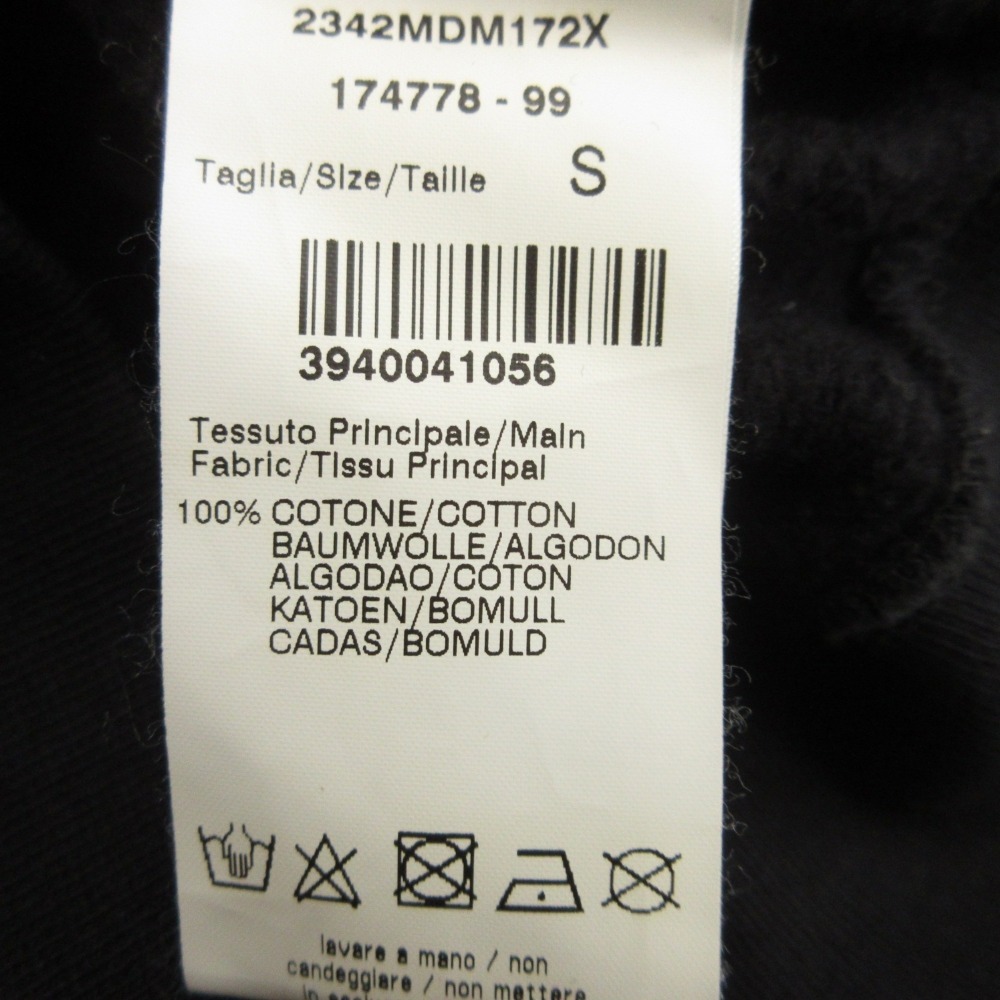 2342MDM172X
174778 - 99
Taglia/Size/Taille S
3940041056
Tessuto Principale/Main
Fabric/Tissu Principal
100% COTONE/COTTON
BAUMWOLLE/ALGODON
ALGODAO/COTON
KATOEN/BOMULL
CADAS/BOMULD
lavare a mano / non
candeggiare / non mettere